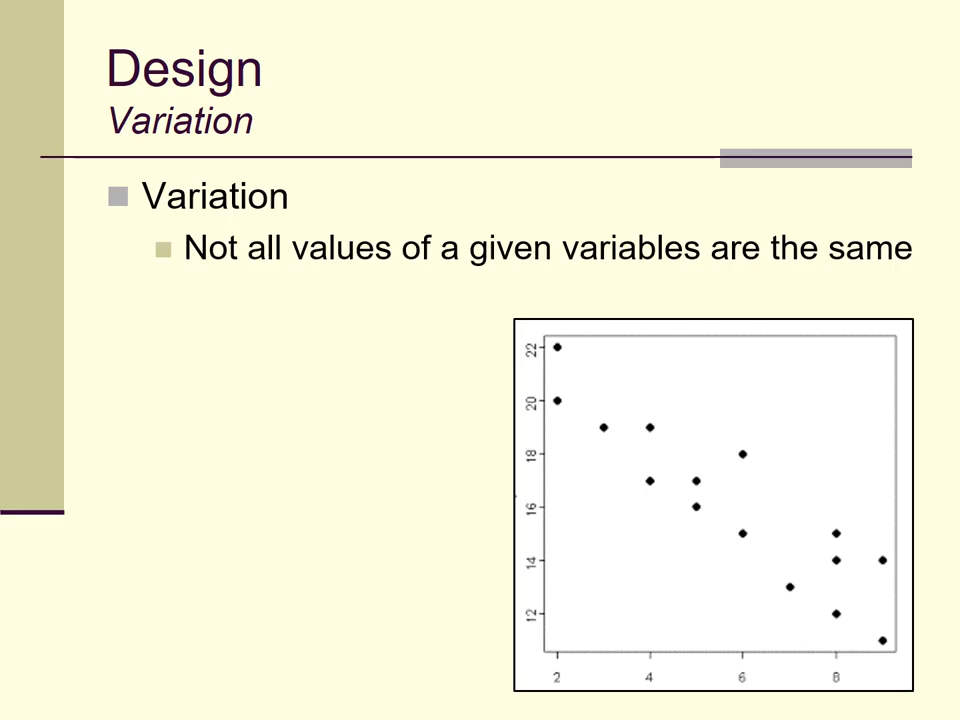 Design
Variation
Variation
Not all values of a given variables are the same
22
20
18
16
14
12
2 4 6 8